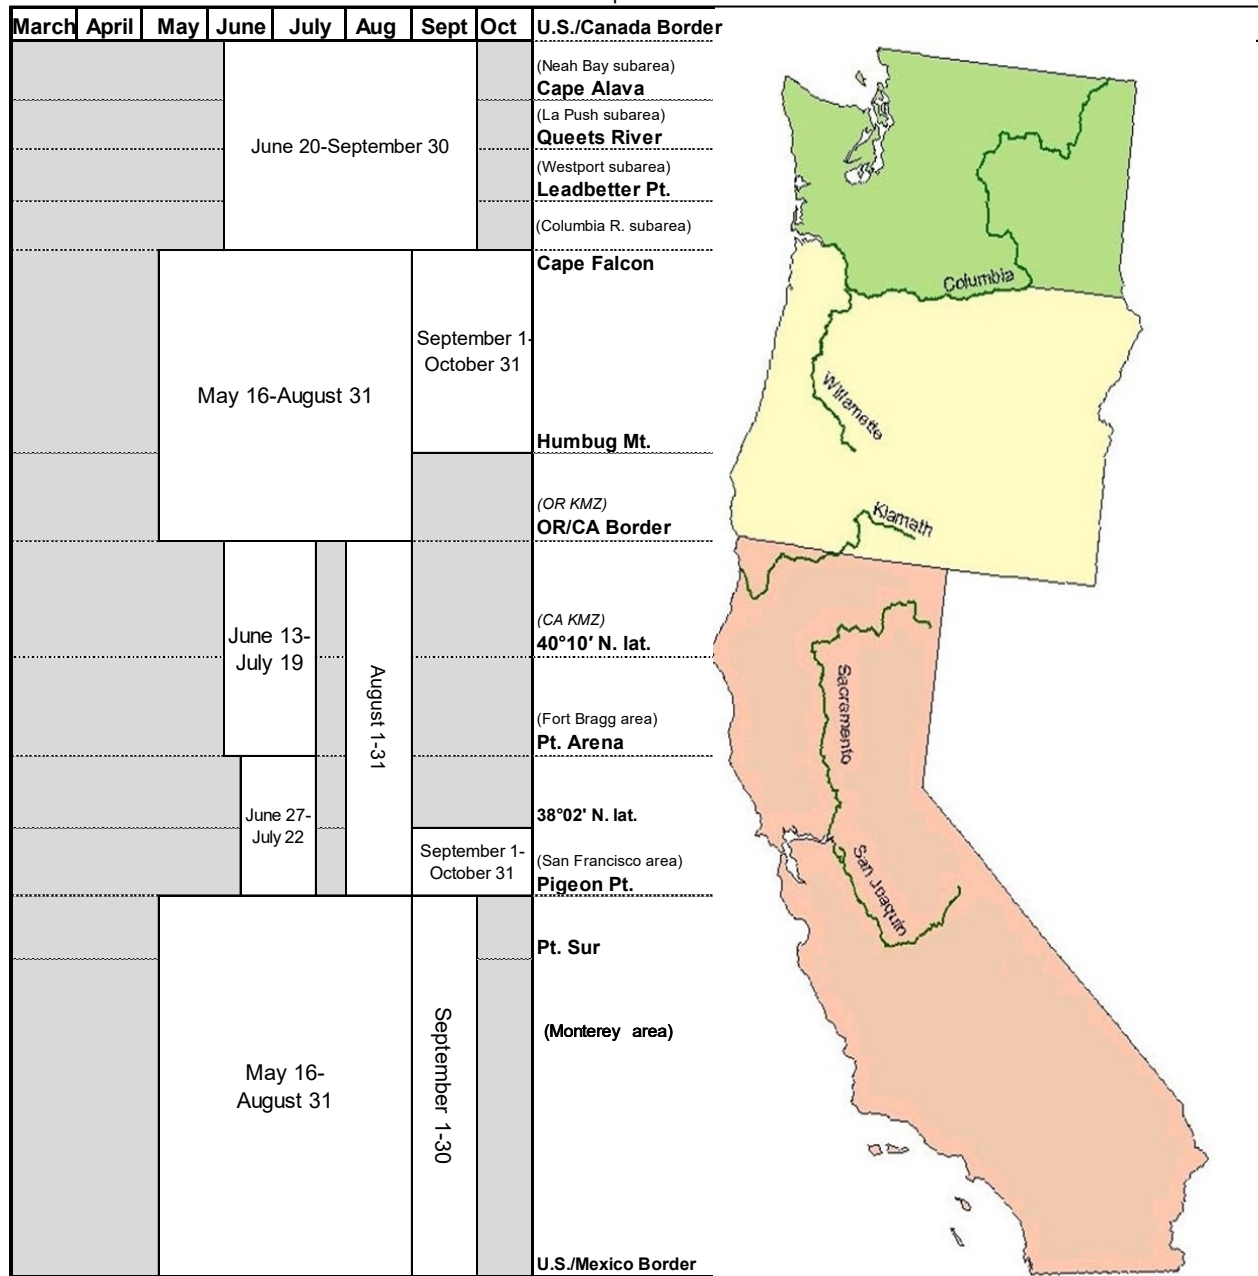 March April May June July Aug Sept Oct U.S./Canada Border
(Neah Bay subarea)
Cape Alava
(La Push subarea)
June 20-September 30
Queets River
(Westport subarea)
Leadbetter Pt.
(Columbia R. subarea)
Cape Falcon
September 1-
October 31
May 16-August 31
Humbug Mt.
(OR KMZ)
OR/CA Border
June 13-
July 19
(CA KMZ)
40°10′ N. lat.
August 1-31
(Fort Bragg area)
Pt. Arena
June 27-
July 22
38°02' N. lat.
September 1-
October 31
(San Francisco area)
Pigeon Pt.
Pt. Sur
(Monterey area)
May 16-
August 31
September 1-30
U.S./Mexico Border
Columbia
Willamette
Klamath
Sacramento
San Joaquin